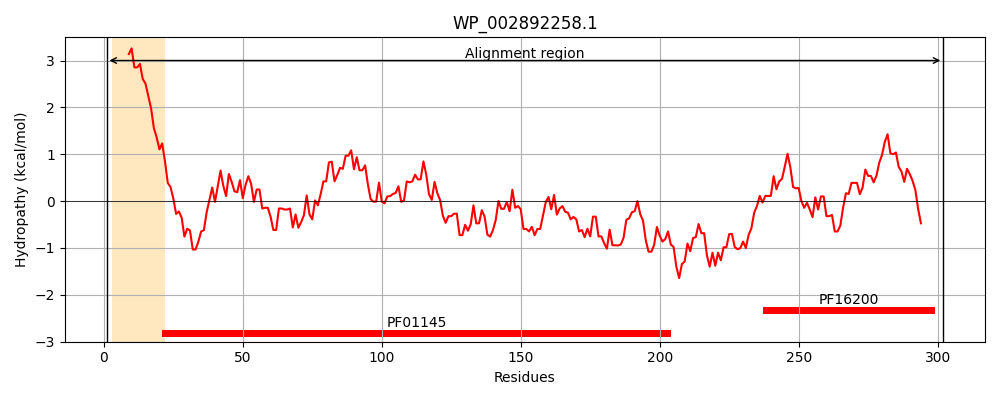 WP_002892258.1
Alignment region
Hydropathy (kcal/mol)
3
2
1
0
−1
−2
−3
PF16200
PF01145
0 50 100 150 200 250 300
Residues